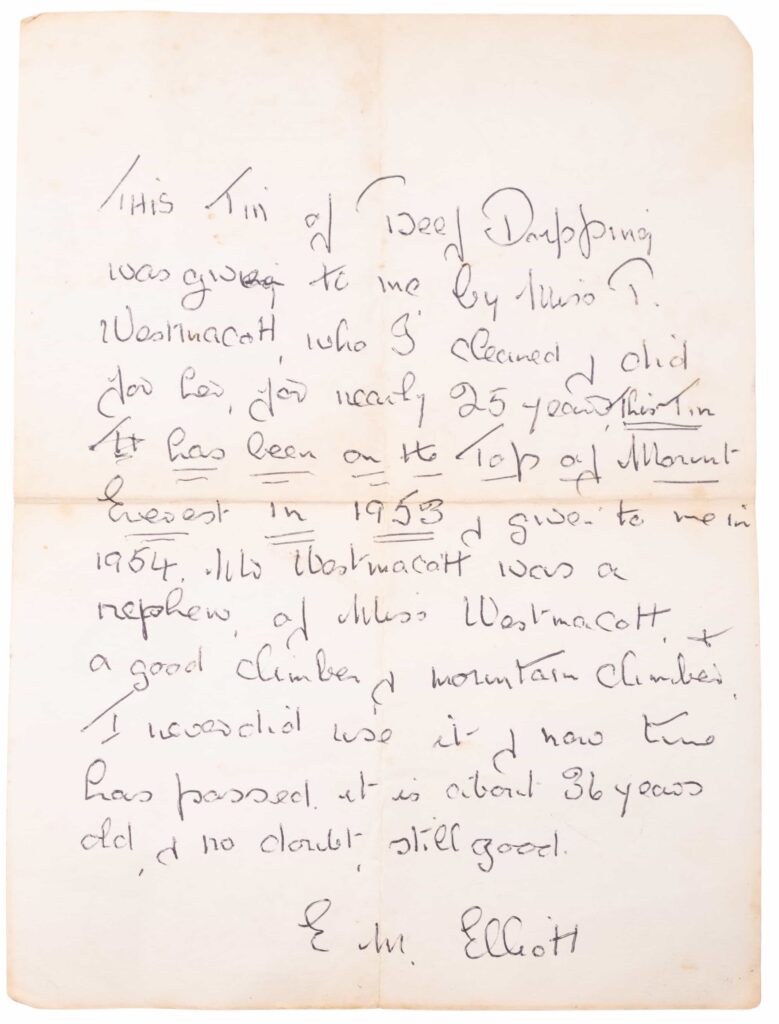 THIS Tin of Beef Dripping
was given to me, by Miss T.
Westmacott, who I cleaned & did
for her, for nearly 25 years, This Tin
It has been on the Top of Mount
Everest in 1953 & given to me in
1954. Mr Westmacott was a
nephew, of Miss Westmacott, +
a good climber & mountain climber.
I never did use it & now time
has passed, it is about 36 years
old, & no doubt, still good.
E. M. Elliott